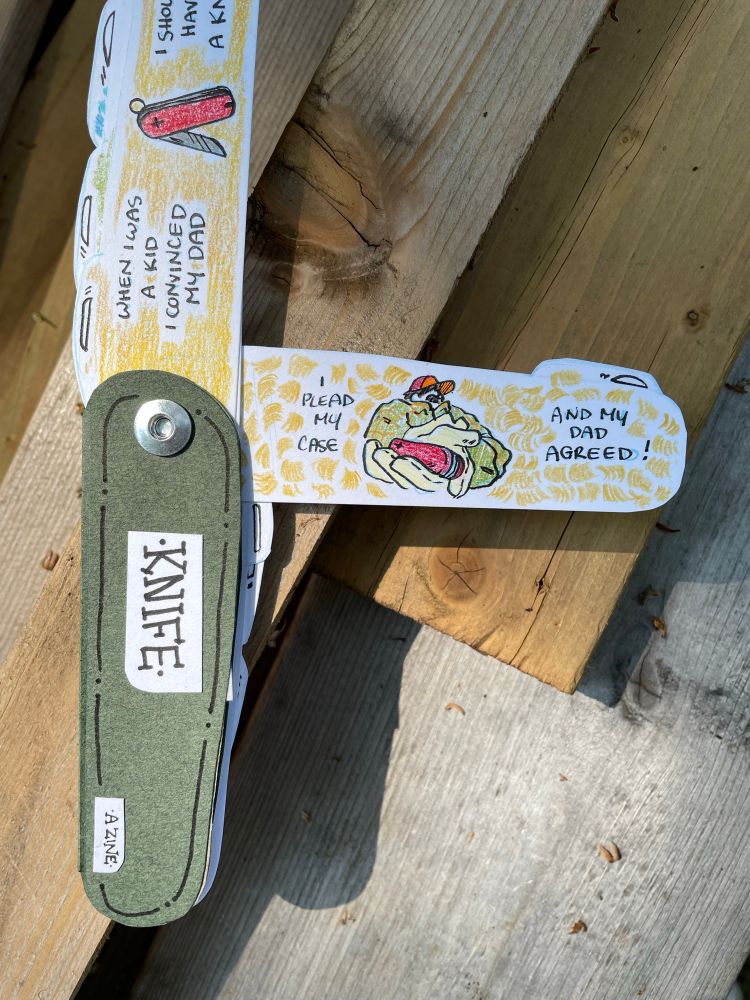 ·KNIFE·
·A ZINE·
WHEN I WAS
A KID
I CONVINCED
MY DAD
I SHOU
HAV
A KN
I
PLEAD
MY
CASE
AND MY
DAD
AGREED!